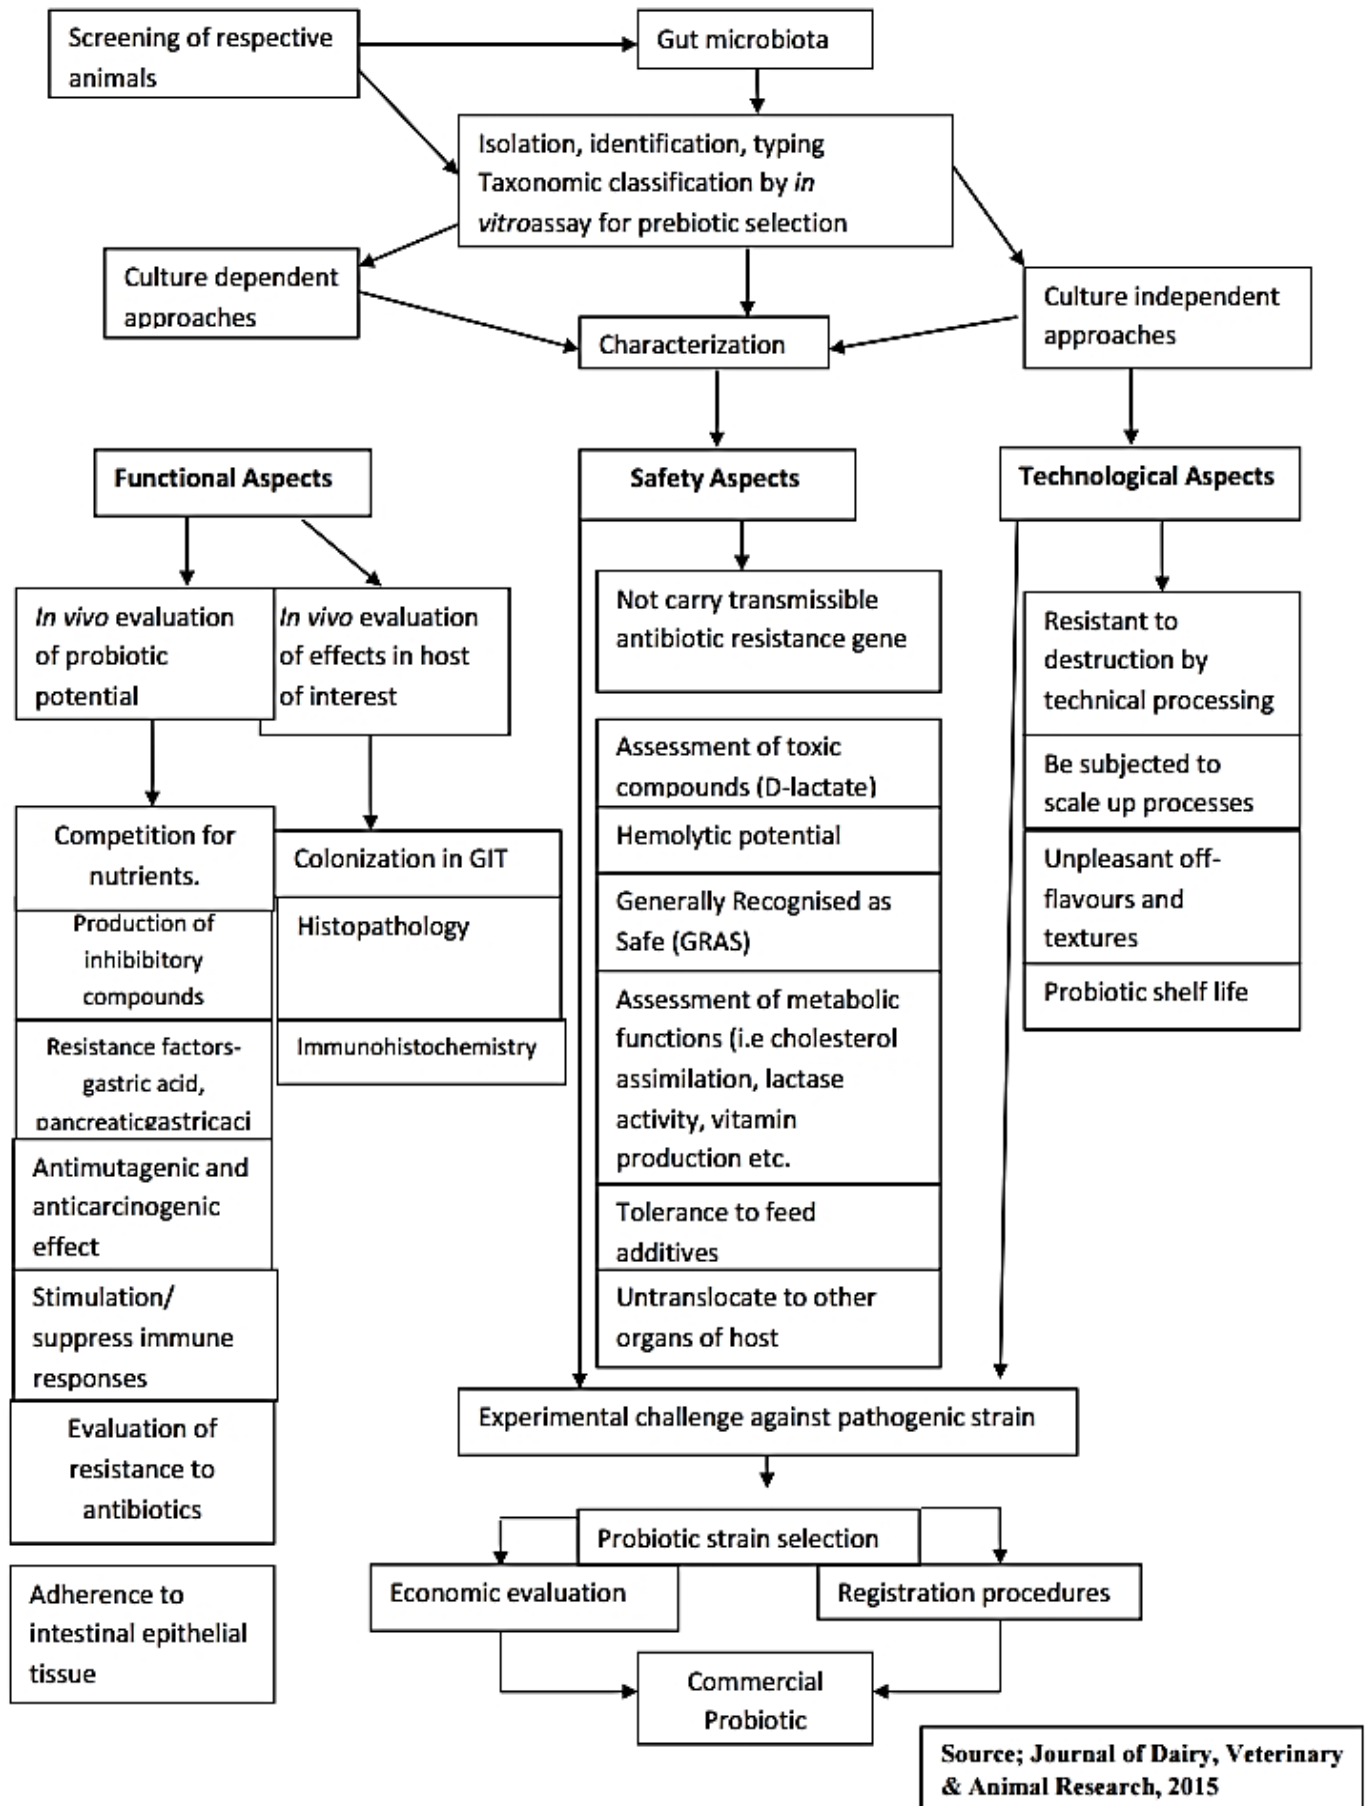 Screening of respective
animals
Gut microbiota
Isolation, identification, typing
Taxonomic classification by in
vitroassay for prebiotic selection
Culture dependent
approaches
Culture independent
approaches
Characterization
Functional Aspects
Safety Aspects
Technological Aspects
In vivo evaluation
of probiotic
potential
In vivo evaluation
of effects in host
of interest
Competition for
nutrients.
Production of
inhibibitory
compounds
Resistance factors-
gastric acid,
pancreaticgastricaci
Antimutagenic and
anticarcinogenic
effect
Stimulation/
suppress immune
responses
Evaluation of
resistance to
antibiotics
Adherence to
intestinal epithelial
tissue
Colonization in GIT
Histopathology
Immunohistochemistry
Not carry transmissible
antibiotic resistance gene
Assessment of toxic
compounds (D-lactate)
Hemolytic potential
Generally Recognised as
Safe (GRAS)
Assessment of metabolic
functions (i.e cholesterol
assimilation, lactase
activity, vitamin
production etc.
Tolerance to feed
additives
Untranslocate to other
organs of host
Resistant to
destruction by
technical processing
Be subjected to
scale up processes
Unpleasant off-
flavours and
textures
Probiotic shelf life
Experimental challenge against pathogenic strain
Probiotic strain selection
Economic evaluation
Registration procedures
Commercial
Probiotic
Source; Journal of Dairy, Veterinary
& Animal Research, 2015